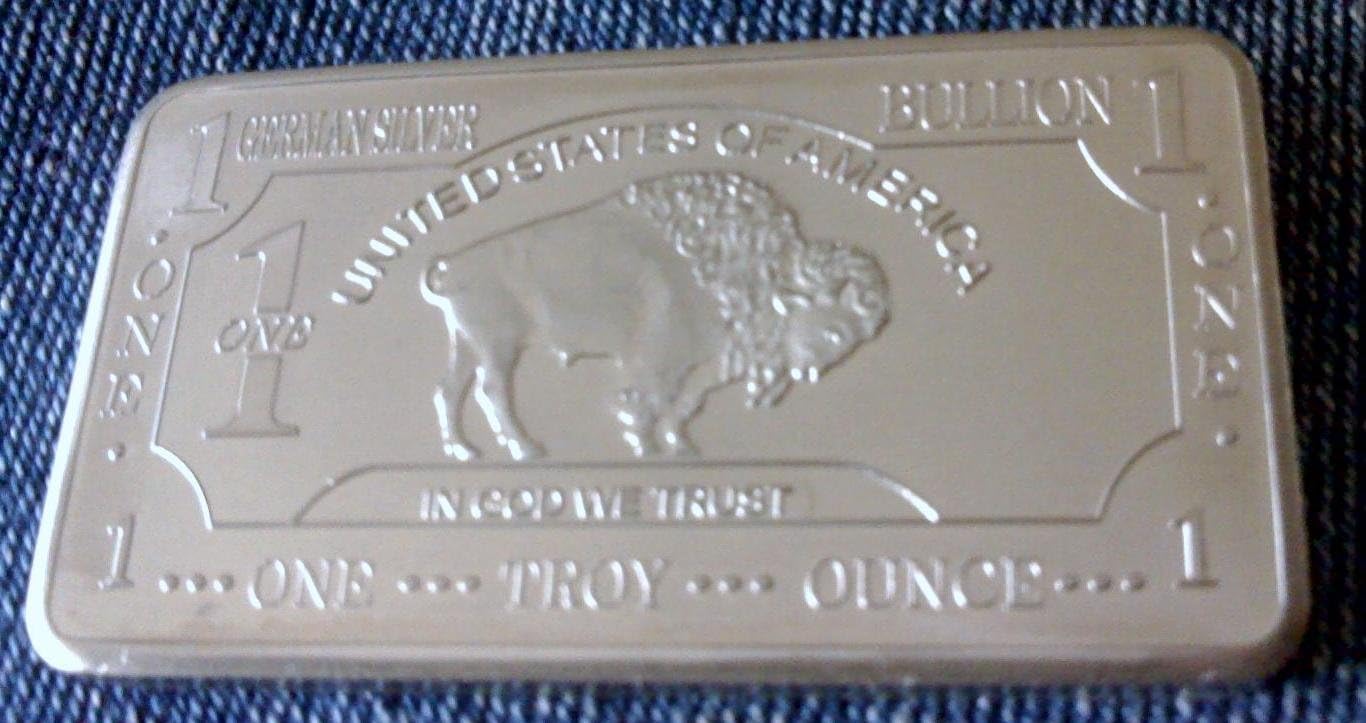 1 GERMAN SILVER BULLION 1
UNITED STATES OF AMERICA
· ONE ·
1
ONE
1
· ONE ·
IN GOD WE TRUST
1 ••• ONE •••• TROY •••• OUNCE •••• 1